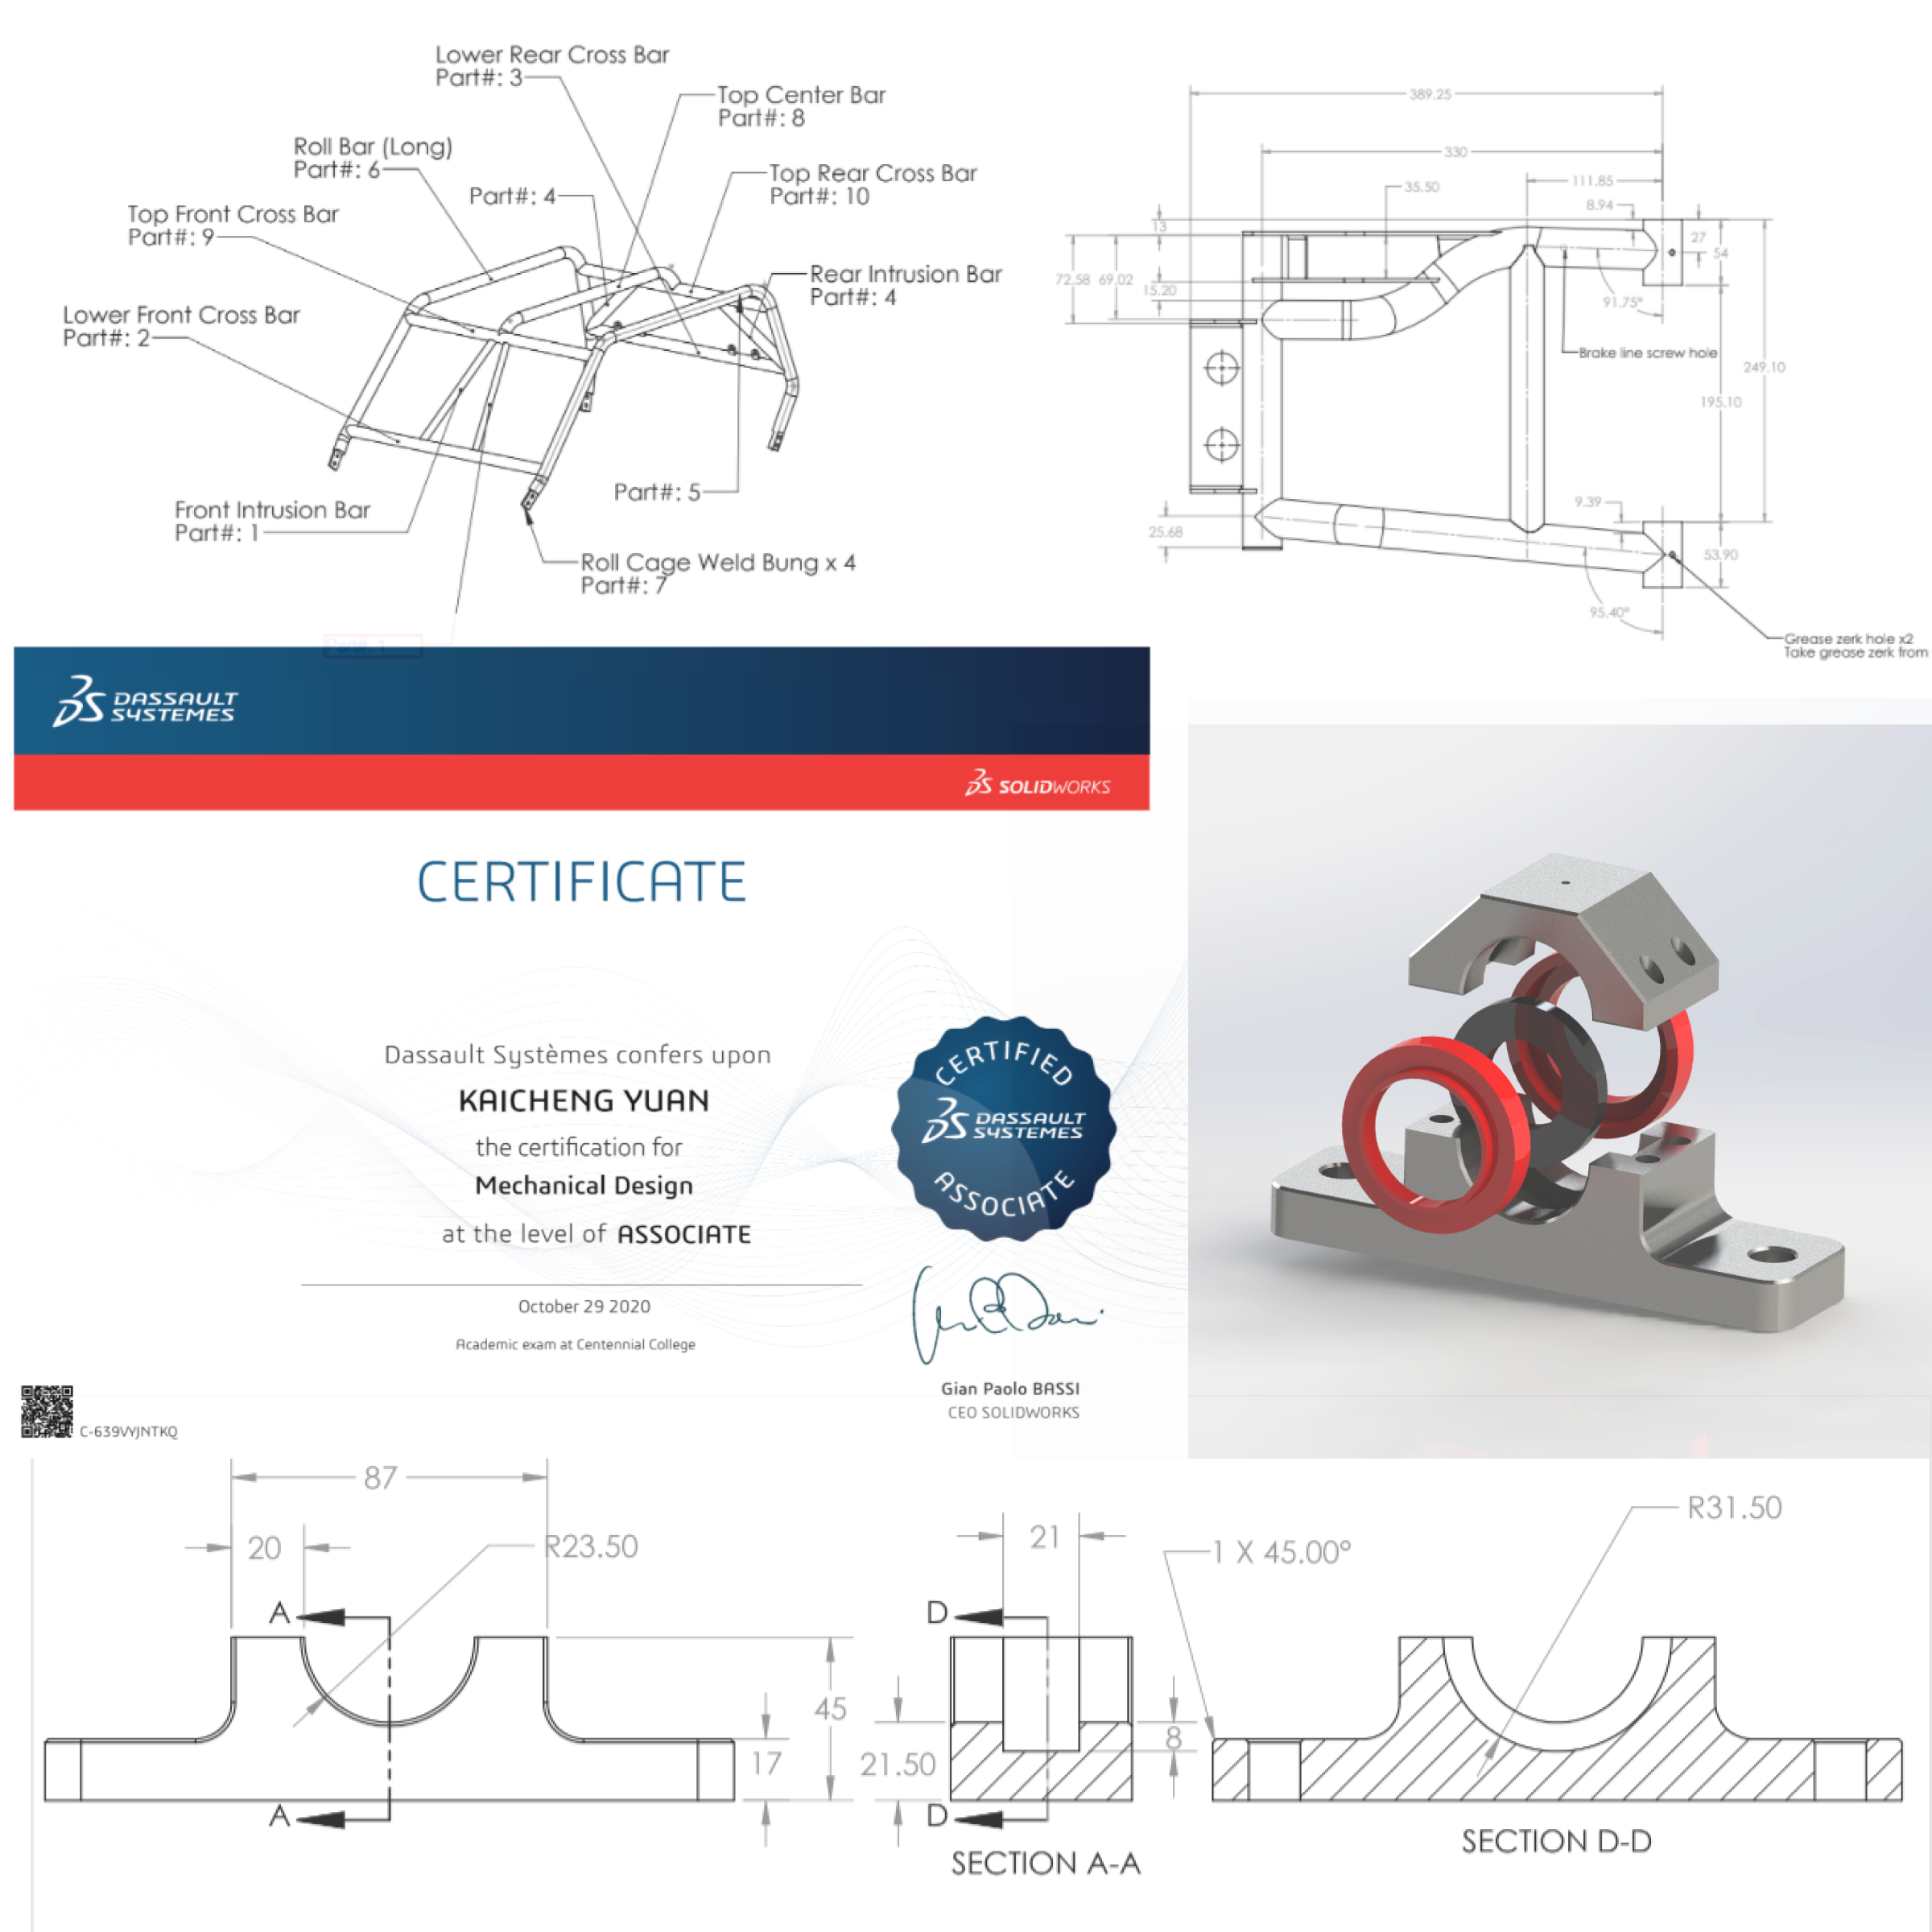 Lower Rear Cross Bar
Part#: 3
Top Center Bar
Part#: 8
Roll Bar (Long)
Part#: 6
Part#: 4
Top Rear Cross Bar
Part#: 10
Top Front Cross Bar
Part#: 9
Rear Intrusion Bar
Part#: 4
Lower Front Cross Bar
Part#: 2
Part#: 5
Front Intrusion Bar
Part#: 1
Roll Cage Weld Bung x 4
Part#: 7
Part#: 1
389.25
330
111.85
35.50
8.94
13
27
54
72.58
69.02
15.20
91.75°
Brake line screw hole
249.10
195.10
9.39
25.68
53.90
95.40°
Grease zerk hole x2
Take grease zerk from
DASSAULT
SYSTEMES
SOLIDWORKS
CERTIFICATE
Dassault Systèmes confers upon
KAICHENG YUAN
the certification for
Mechanical Design
at the level of ASSOCIATE
October 29 2020
Academic exam at Centennial College
CERTIFIED
DASSAULT
SYSTEMES
ASSOCIATE
Gian Paolo BASSI
CEO SOLIDWORKS
C-639VYJNTKQ
87
20
R23.50
A
A
45
17
21
D
D
21.50
8
SECTION A-A
1 X 45.00°
R31.50
SECTION D-D